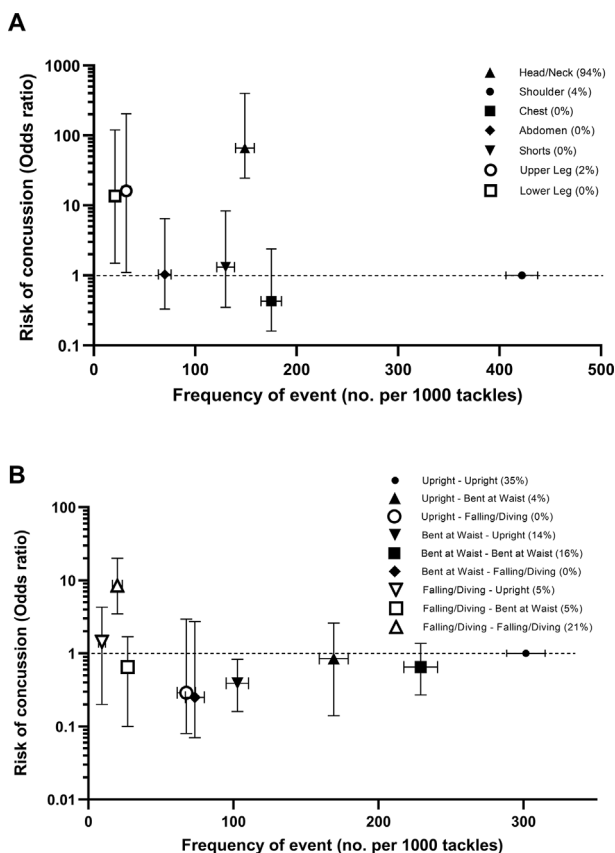 A
1000
100
10
1
0.1
Risk of concussion (Odds ratio)
0
100
200
300
400
500
Frequency of event (no. per 1000 tackles)
Head/Neck (94%)
Shoulder (4%)
Chest (0%)
Abdomen (0%)
Shorts (0%)
Upper Leg (2%)
Lower Leg (0%)
B
100
10
1
0.1
0.01
Risk of concussion (Odds ratio)
0
100
200
300
Frequency of event (no. per 1000 tackles)
Upright - Upright (35%)
Upright - Bent at Waist (4%)
Upright - Falling/Diving (0%)
Bent at Waist - Upright (14%)
Bent at Waist - Bent at Waist (16%)
Bent at Waist - Falling/Diving (0%)
Falling/Diving - Upright (5%)
Falling/Diving - Bent at Waist (5%)
Falling/Diving - Falling/Diving (21%)